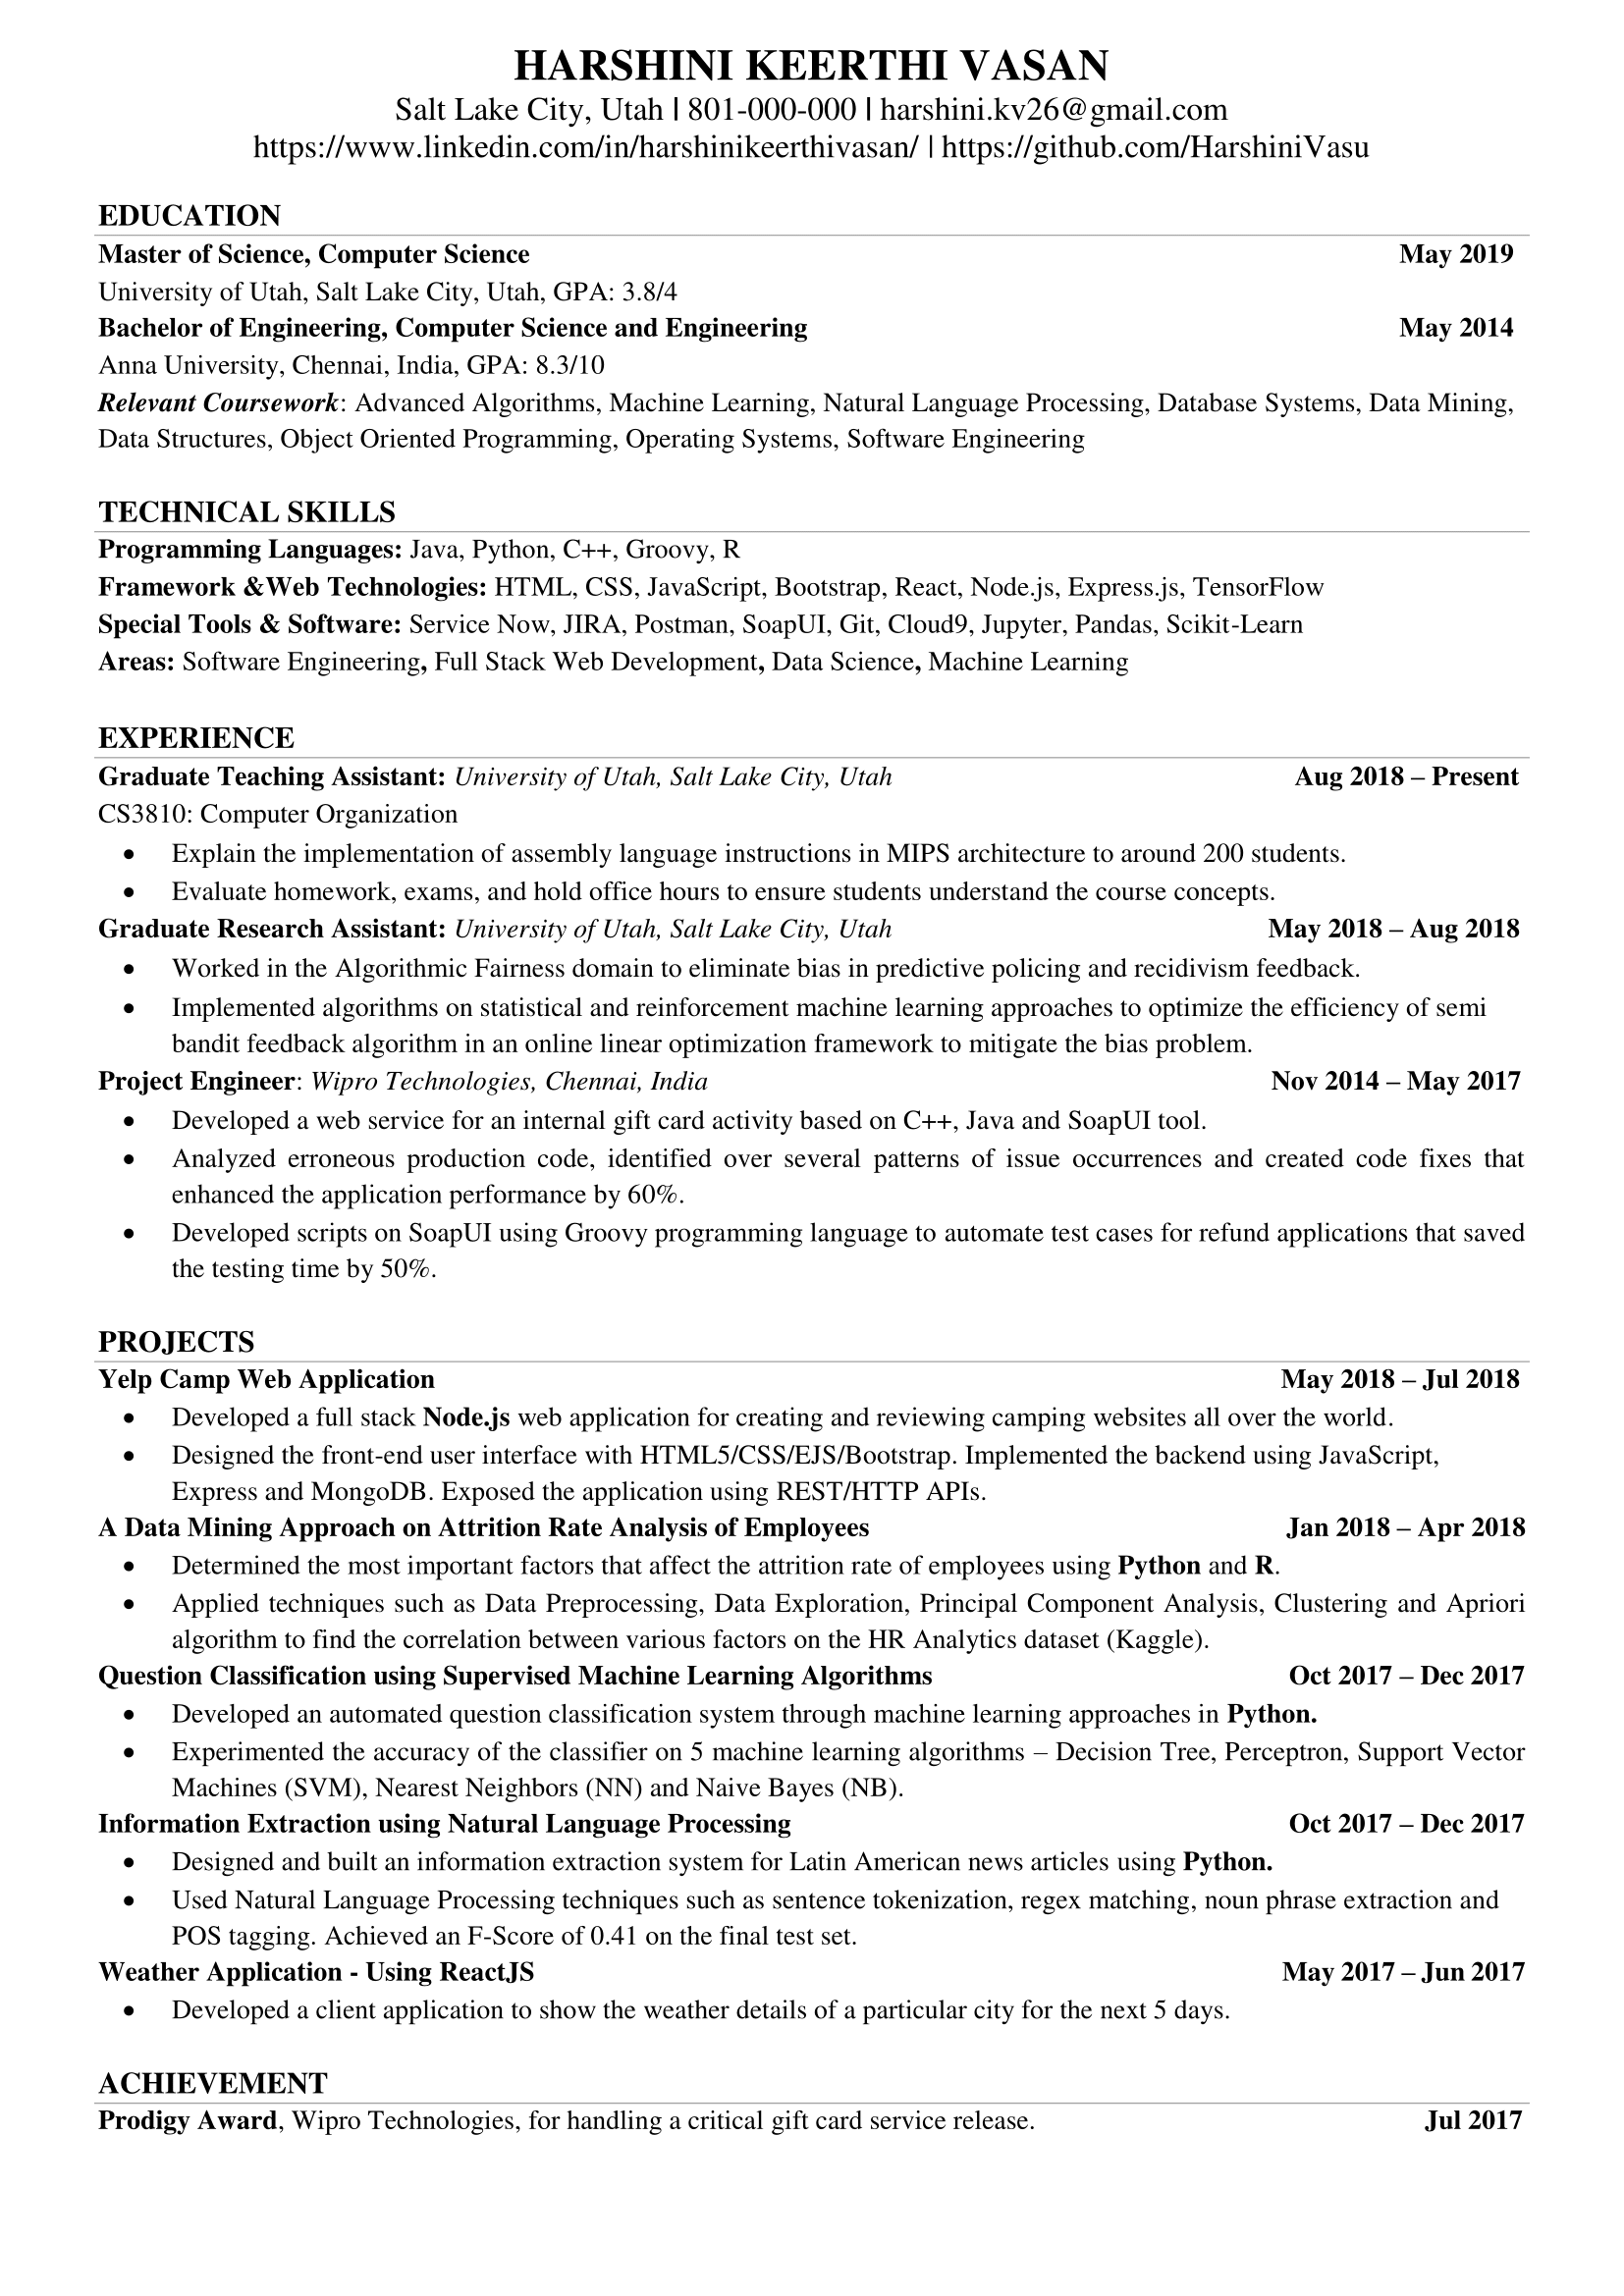 HARSHINI KEERTHI VASAN
Salt Lake City, Utah | 801-000-000 | harshini.kv26@gmail.com
https://www.linkedin.com/in/harshinikeerthivasan/ | https://github.com/HarshiniVasu
EDUCATION
Master of Science, Computer Science May 2019
University of Utah, Salt Lake City, Utah, GPA: 3.8/4
Bachelor of Engineering, Computer Science and Engineering May 2014
Anna University, Chennai, India, GPA: 8.3/10
Relevant Coursework: Advanced Algorithms, Machine Learning, Natural Language Processing, Database Systems, Data Mining,
Data Structures, Object Oriented Programming, Operating Systems, Software Engineering
TECHNICAL SKILLS
Programming Languages: Java, Python, C++, Groovy, R
Framework &Web Technologies: HTML, CSS, JavaScript, Bootstrap, React, Node.js, Express.js, TensorFlow
Special Tools & Software: Service Now, JIRA, Postman, SoapUI, Git, Cloud9, Jupyter, Pandas, Scikit-Learn
Areas: Software Engineering, Full Stack Web Development, Data Science, Machine Learning
EXPERIENCE
Graduate Teaching Assistant: University of Utah, Salt Lake City, Utah Aug 2018 – Present
CS3810: Computer Organization
• Explain the implementation of assembly language instructions in MIPS architecture to around 200 students.
• Evaluate homework, exams, and hold office hours to ensure students understand the course concepts.
Graduate Research Assistant: University of Utah, Salt Lake City, Utah May 2018 – Aug 2018
• Worked in the Algorithmic Fairness domain to eliminate bias in predictive policing and recidivism feedback.
• Implemented algorithms on statistical and reinforcement machine learning approaches to optimize the efficiency of semi
bandit feedback algorithm in an online linear optimization framework to mitigate the bias problem.
Project Engineer: Wipro Technologies, Chennai, India Nov 2014 – May 2017
• Developed a web service for an internal gift card activity based on C++, Java and SoapUI tool.
• Analyzed erroneous production code, identified over several patterns of issue occurrences and created code fixes that
enhanced the application performance by 60%.
• Developed scripts on SoapUI using Groovy programming language to automate test cases for refund applications that saved
the testing time by 50%.
PROJECTS
Yelp Camp Web Application May 2018 – Jul 2018
• Developed a full stack Node.js web application for creating and reviewing camping websites all over the world.
• Designed the front-end user interface with HTML5/CSS/EJS/Bootstrap. Implemented the backend using JavaScript,
Express and MongoDB. Exposed the application using REST/HTTP APIs.
A Data Mining Approach on Attrition Rate Analysis of Employees Jan 2018 – Apr 2018
• Determined the most important factors that affect the attrition rate of employees using Python and R.
• Applied techniques such as Data Preprocessing, Data Exploration, Principal Component Analysis, Clustering and Apriori
algorithm to find the correlation between various factors on the HR Analytics dataset (Kaggle).
Question Classification using Supervised Machine Learning Algorithms Oct 2017 – Dec 2017
• Developed an automated question classification system through machine learning approaches in Python.
• Experimented the accuracy of the classifier on 5 machine learning algorithms – Decision Tree, Perceptron, Support Vector
Machines (SVM), Nearest Neighbors (NN) and Naive Bayes (NB).
Information Extraction using Natural Language Processing Oct 2017 – Dec 2017
• Designed and built an information extraction system for Latin American news articles using Python.
• Used Natural Language Processing techniques such as sentence tokenization, regex matching, noun phrase extraction and
POS tagging. Achieved an F-Score of 0.41 on the final test set.
Weather Application - Using ReactJS May 2017 – Jun 2017
• Developed a client application to show the weather details of a particular city for the next 5 days.
ACHIEVEMENT
Prodigy Award, Wipro Technologies, for handling a critical gift card service release. Jul 2017